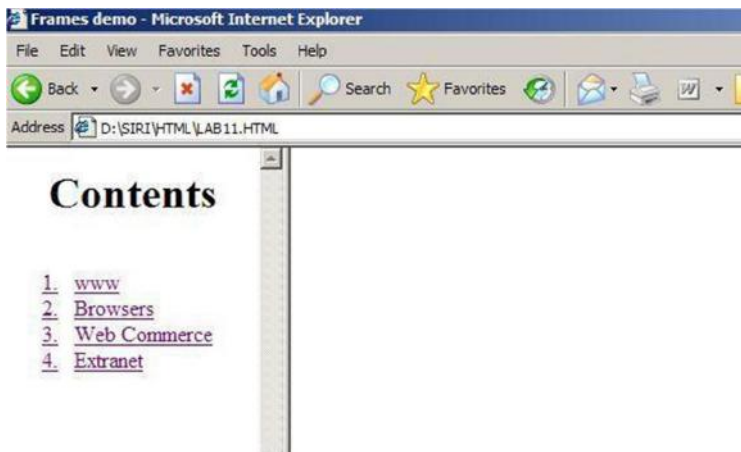 Frames demo - Microsoft Internet Explorer
File Edit View Favorites Tools Help
Back Search Favorites W
Address D:\SIRI\HTML\LAB11.HTML
Contents
1. www
2. Browsers
3. Web Commerce
4. Extranet